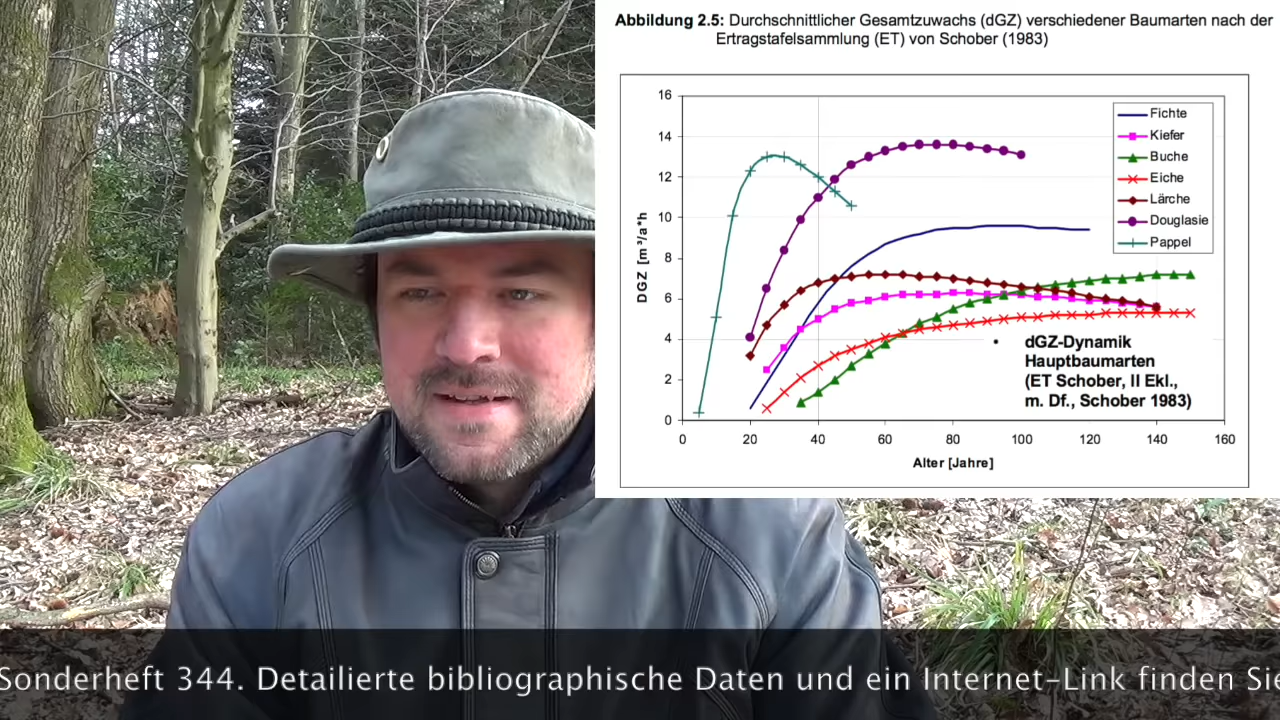 Abbildung 2.5: Durchschnittlicher Gesamtzuwachs (dGZ) verschiedener Baumarten nach der
Ertragstafelsammlung (ET) von Schober (1983)
16
14
12
10
8
6
4
2
0
DGZ [m³/a*h]
0 20 40 60 80 100 120 140 160
Alter [Jahre]
Fichte
Kiefer
Buche
Eiche
Lärche
Douglasie
Pappel
• dGZ-Dynamik
Hauptbaumarten
(ET Schober, II Ekl.,
m. Df., Schober 1983)
Sonderheft 344. Detailierte bibliographische Daten und ein Internet-Link finden Sie